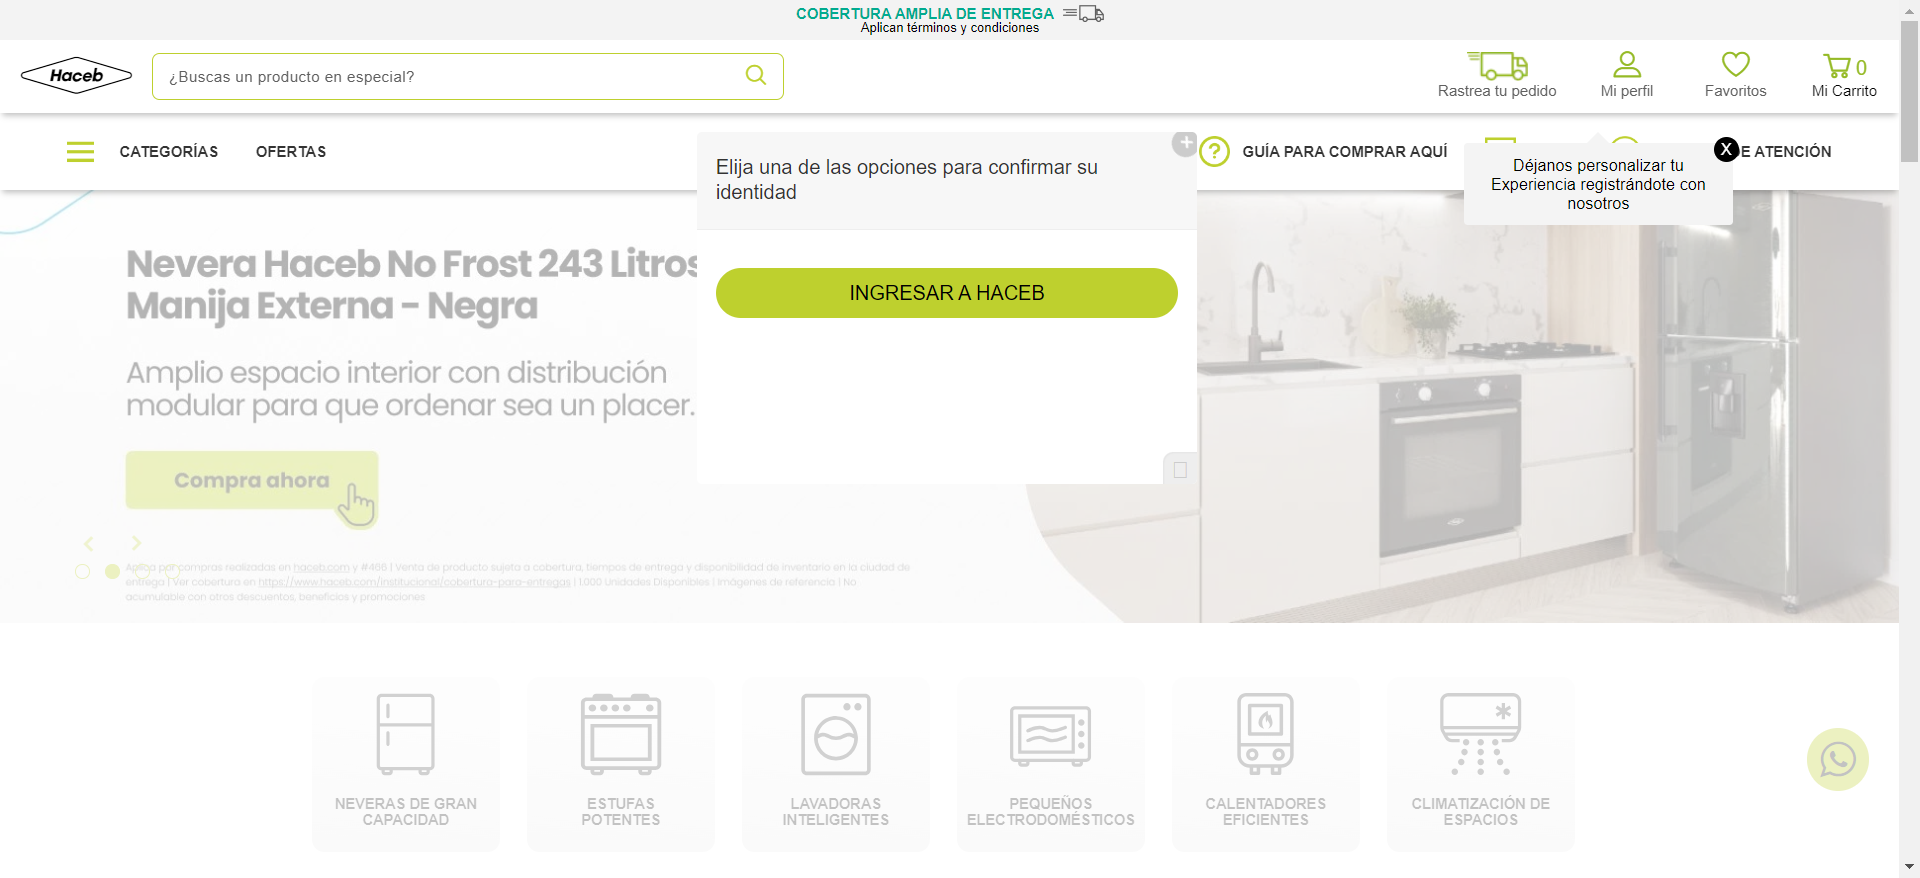 COBERTURA AMPLIA DE ENTREGA
Aplican términos y condiciones
Haceb
¿Buscas un producto en especial?
Rastrea tu pedido
Mi perfil
Favoritos
0
Mi Carrito
CATEGORÍAS
OFERTAS
GUÍA PARA COMPRAR AQUÍ
E ATENCIÓN
X
Déjanos personalizar tu
Experiencia registrándote con
nosotros
Elija una de las opciones para confirmar su
identidad
INGRESAR A HACEB
Nevera Haceb No Frost 243 Litros
Manija Externa - Negra
Amplio espacio interior con distribución
modular para que ordenar sea un placer.
Compra ahora
Aplica por compras realizadas en haceb.com y #466 | Venta de producto sujeta a cobertura, tiempos de entrega y disponibilidad de inventario en la ciudad de
entrega | Ver cobertura en https://www.haceb.com/institucional/cobertura-para-entregas | 1.000 Unidades Disponibles | Imágenes de referencia | No
acumulable con otros descuentos, beneficios y promociones
NEVERAS DE GRAN
CAPACIDAD
ESTUFAS
POTENTES
LAVADORAS
INTELIGENTES
PEQUEÑOS
ELECTRODOMÉSTICOS
CALENTADORES
EFICIENTES
CLIMATIZACIÓN DE
ESPACIOS